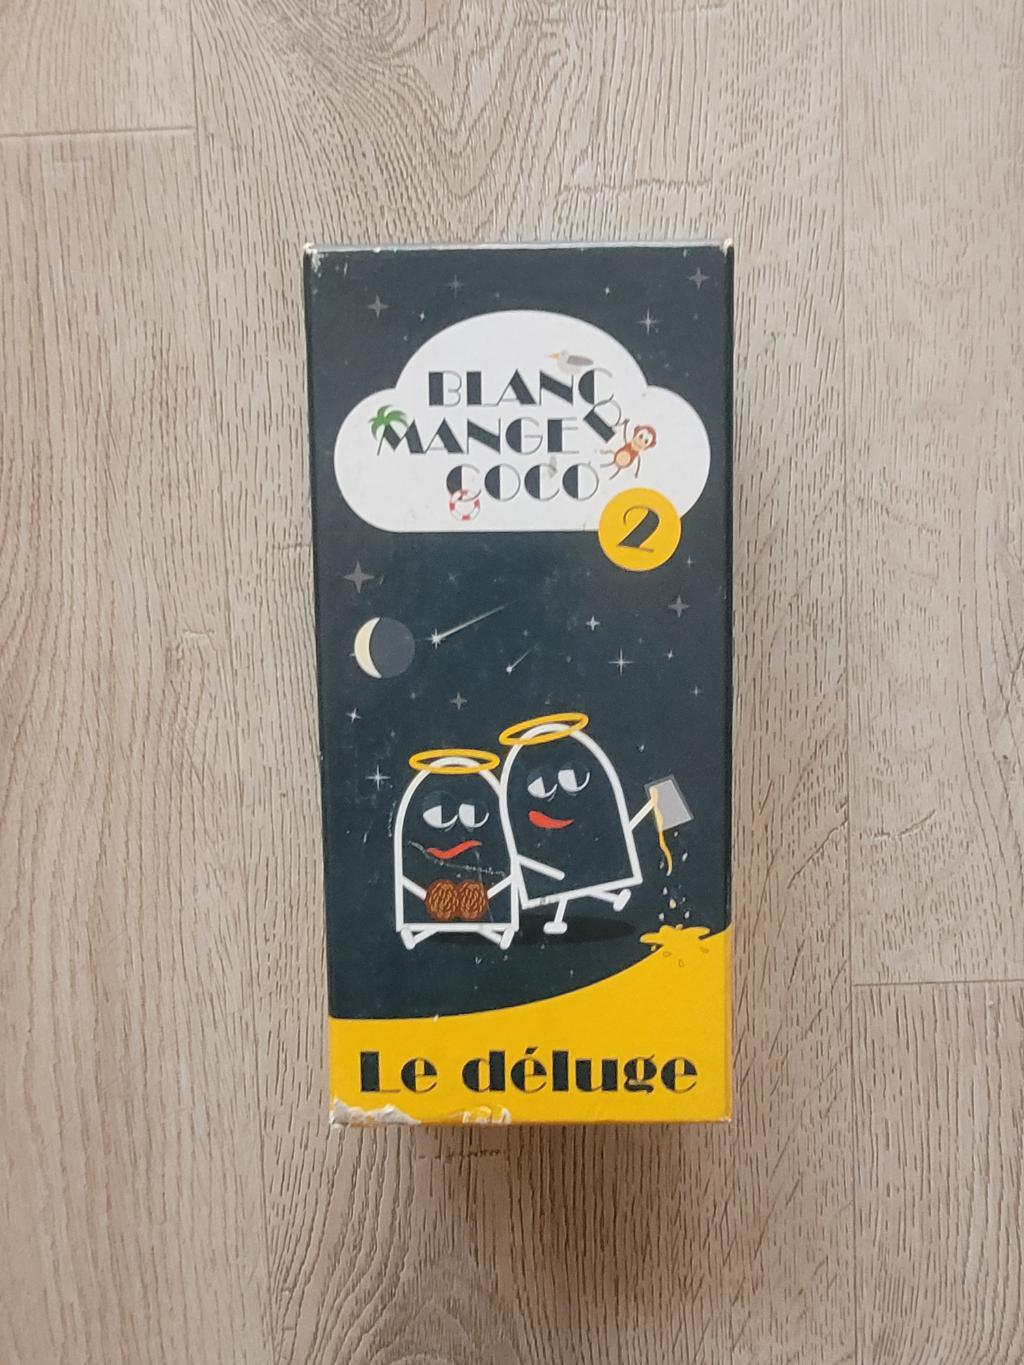 BLANC
MANGER
COCO
2
Le déluge